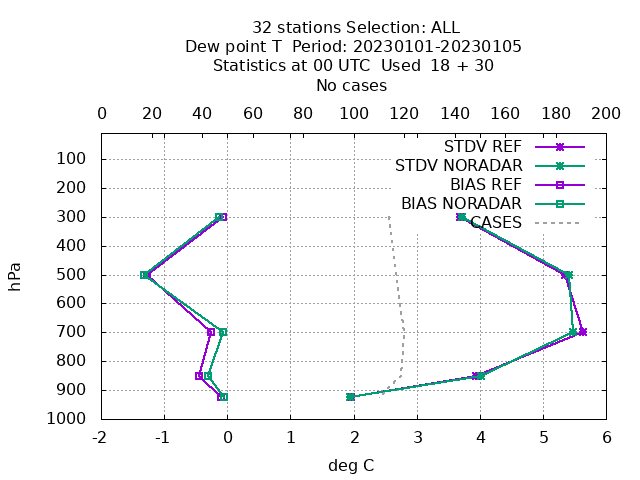 32 stations Selection: ALL
Dew point T  Period: 20230101-20230105
Statistics at 00 UTC  Used  18 + 30
No cases
0 20 40 60 80 100 120 140 160 180 200
STDV REF
STDV NORADAR
BIAS REF
BIAS NORADAR
CASES
100
200
300
400
500
600
700
800
900
1000
hPa
-2 -1 0 1 2 3 4 5 6
deg C